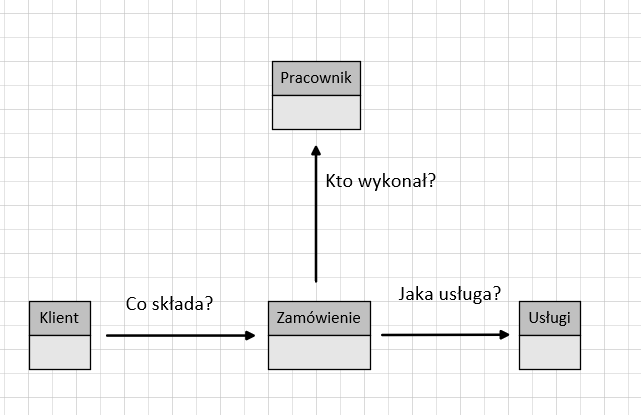 Pracownik
Kto wykonał?
Co składa?
Jaka usługa?
Klient
Zamówienie
Usługi